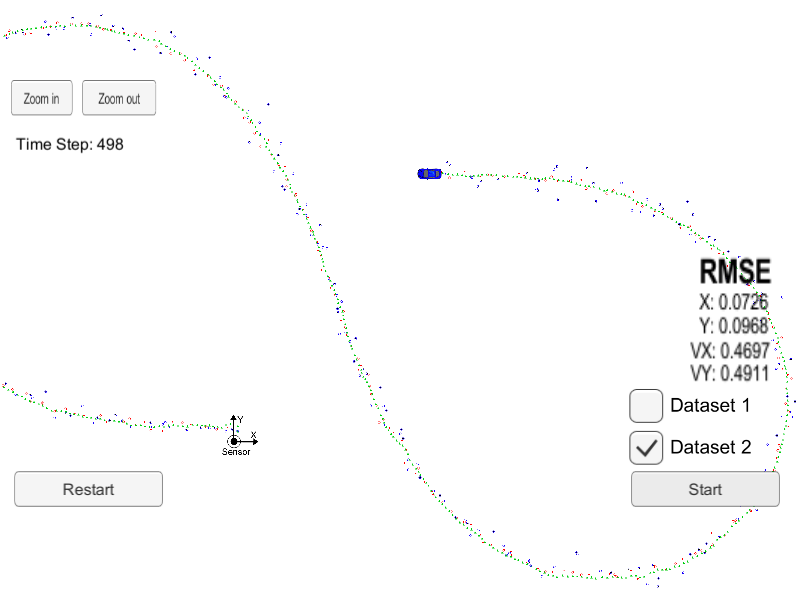 Zoom in
Zoom out
Time Step: 498
RMSE
X: 0.0726
Y: 0.0968
VX: 0.4697
VY: 0.4911
Dataset 1
Y
X
Sensor
Dataset 2
Restart
Start